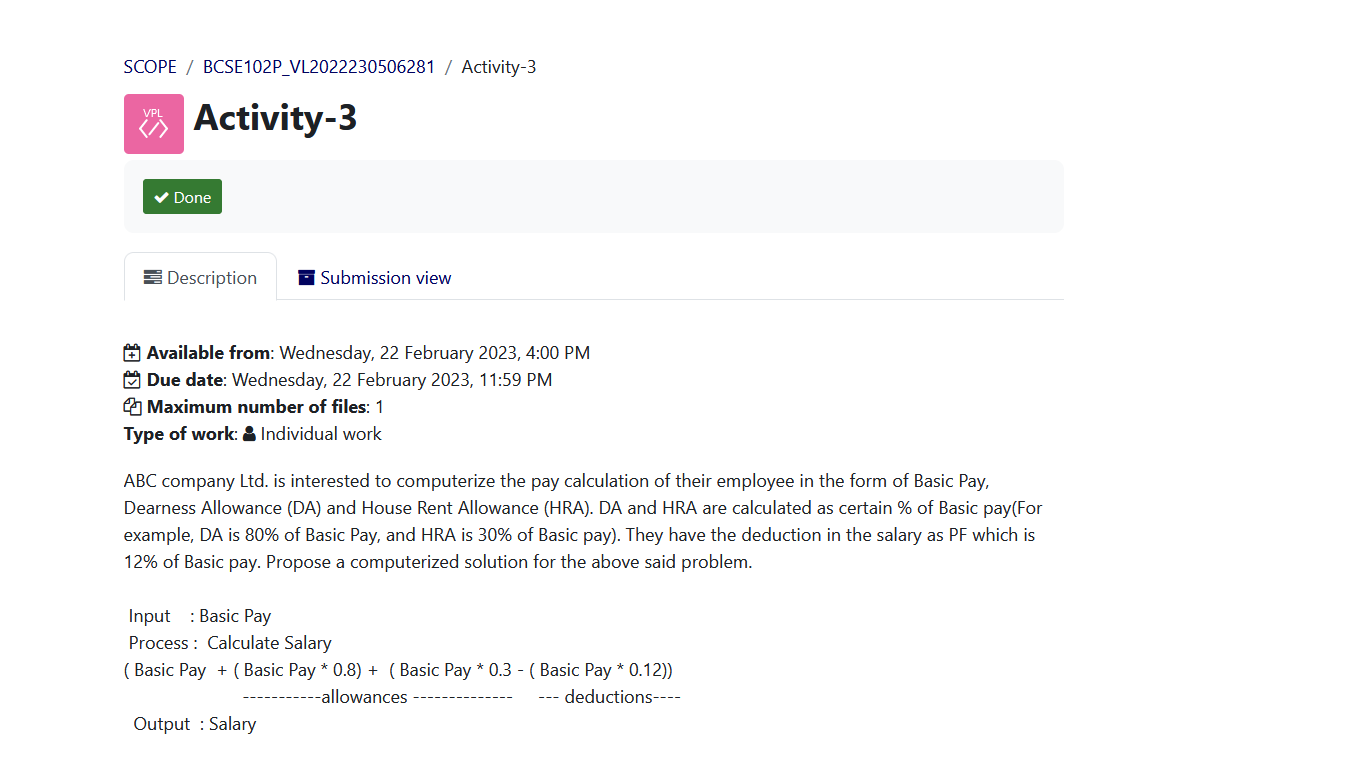 SCOPE / BCSE102P_VL2022230506281 / Activity-3
VPL
Activity-3
Done
Description Submission view
Available from: Wednesday, 22 February 2023, 4:00 PM
Due date: Wednesday, 22 February 2023, 11:59 PM
Maximum number of files: 1
Type of work: Individual work
ABC company Ltd. is interested to computerize the pay calculation of their employee in the form of Basic Pay,
Dearness Allowance (DA) and House Rent Allowance (HRA). DA and HRA are calculated as certain % of Basic pay(For
example, DA is 80% of Basic Pay, and HRA is 30% of Basic pay). They have the deduction in the salary as PF which is
12% of Basic pay. Propose a computerized solution for the above said problem.
Input : Basic Pay
Process : Calculate Salary
( Basic Pay + ( Basic Pay * 0.8) + ( Basic Pay * 0.3 - ( Basic Pay * 0.12))
-----------allowances -------------- --- deductions----
Output : Salary